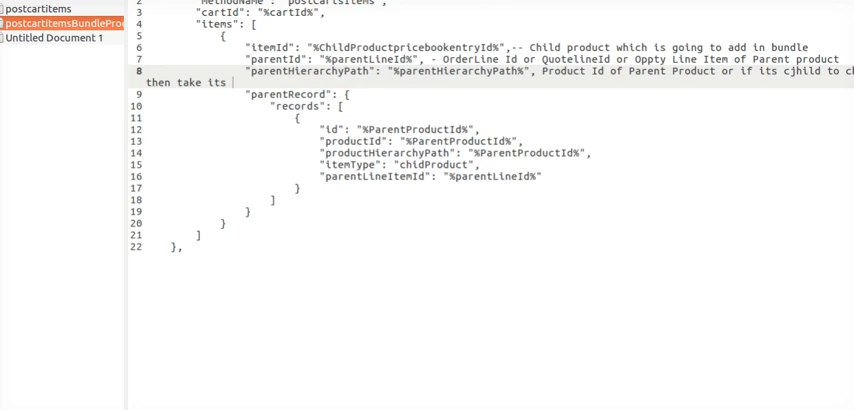 postcartitems
postcartitemsBundlePro
Untitled Document 1
2 "MethodName": "postCartsItems",
3 "cartId": "%cartId%",
4 "items": [
5 {
6 "itemId": "%ChildProductpricebookentryId%",-- Child product which is going to add in bundle
7 "parentId": "%parentLineId%", - OrderLine Id or QuotelineId or Oppty Line Item of Parent product
8 "parentHierarchyPath": "%parentHierarchyPath%", Product Id of Parent Product or if its cjhild to ch
then take its
9 "parentRecord": {
10 "records": [
11 {
12 "id": "%ParentProductId%",
13 "productId": "%ParentProductId%",
14 "productHierarchyPath": "%ParentProductId%",
15 "itemType": "chidProduct",
16 "parentLineItemId": "%parentLineId%"
17 }
18 ]
19 }
20 }
21 ]
22 },